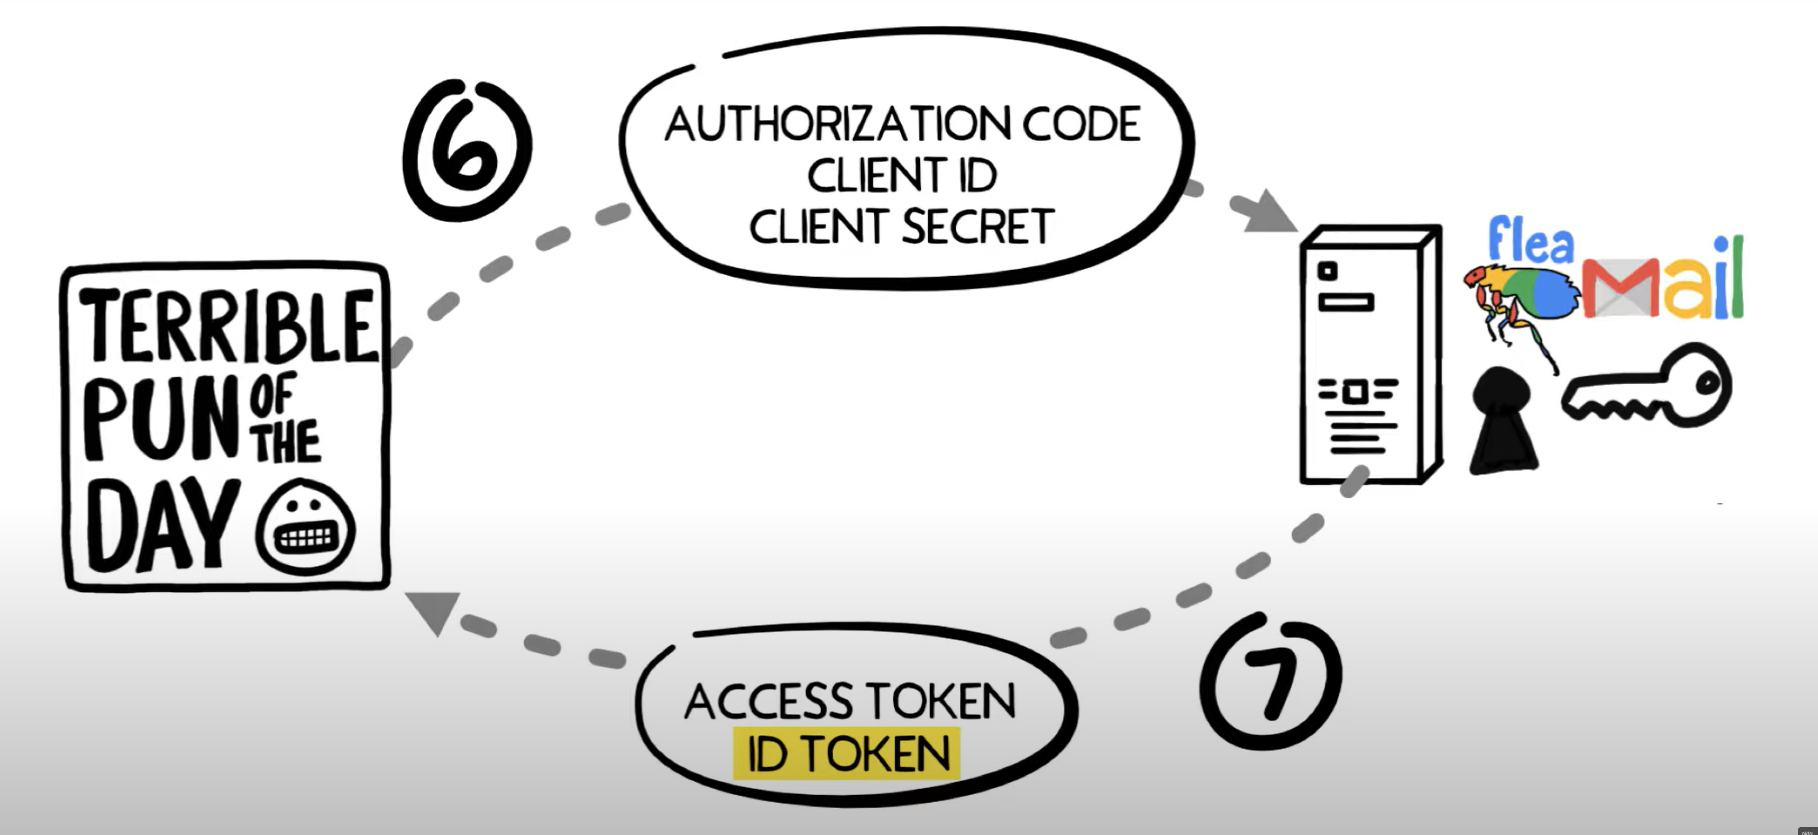 6
AUTHORIZATION CODE
CLIENT ID
CLIENT SECRET
TERRIBLE
PUN OF THE
DAY
flea
Mail
ACCESS TOKEN
ID TOKEN
7